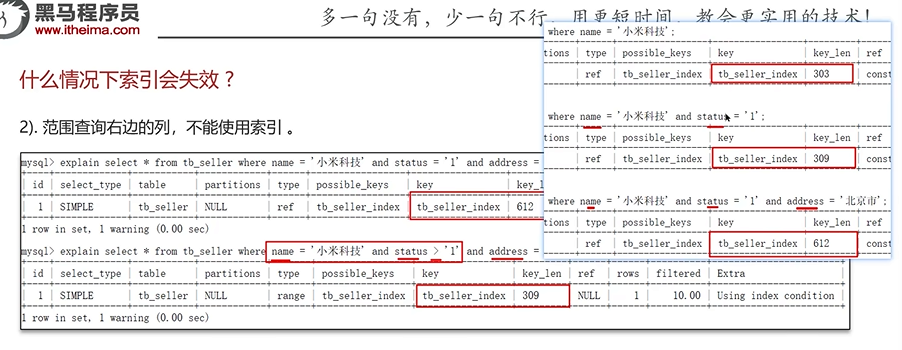 黑马程序员
www.itheima.com
多一句没有，少一句不行，用更短时间，教会更实用的技术！
什么情况下索引会失效？
2). 范围查询右边的列，不能使用索引 。
mysql> explain select * from tb_seller where name = '小米科技' and status = '1' and address =
id | select_type | table | partitions | type | possible_keys | key | key_len
1 | SIMPLE | tb_seller | NULL | ref | tb_seller_index | tb_seller_index | 612
1 row in set, 1 warning (0.00 sec)
mysql> explain select * from tb_seller where name = '小米科技' and status > '1' and address =
id | select_type | table | partitions | type | possible_keys | key | key_len | ref | rows | filtered | Extra
1 | SIMPLE | tb_seller | NULL | range | tb_seller_index | tb_seller_index | 309 | NULL | 1 | 10.00 | Using index condition
1 row in set, 1 warning (0.00 sec)
where name = '小米科技';
tions | type | possible_keys | key | key_len | ref
ref | tb_seller_index | tb_seller_index | 303 | const
where name = '小米科技' and status = '1';
tions | type | possible_keys | key | key_len | ref
ref | tb_seller_index | tb_seller_index | 309 | const
where name = '小米科技' and status = '1' and address = '北京市';
tions | type | possible_keys | key | key_len | ref
ref | tb_seller_index | tb_seller_index | 612 | const